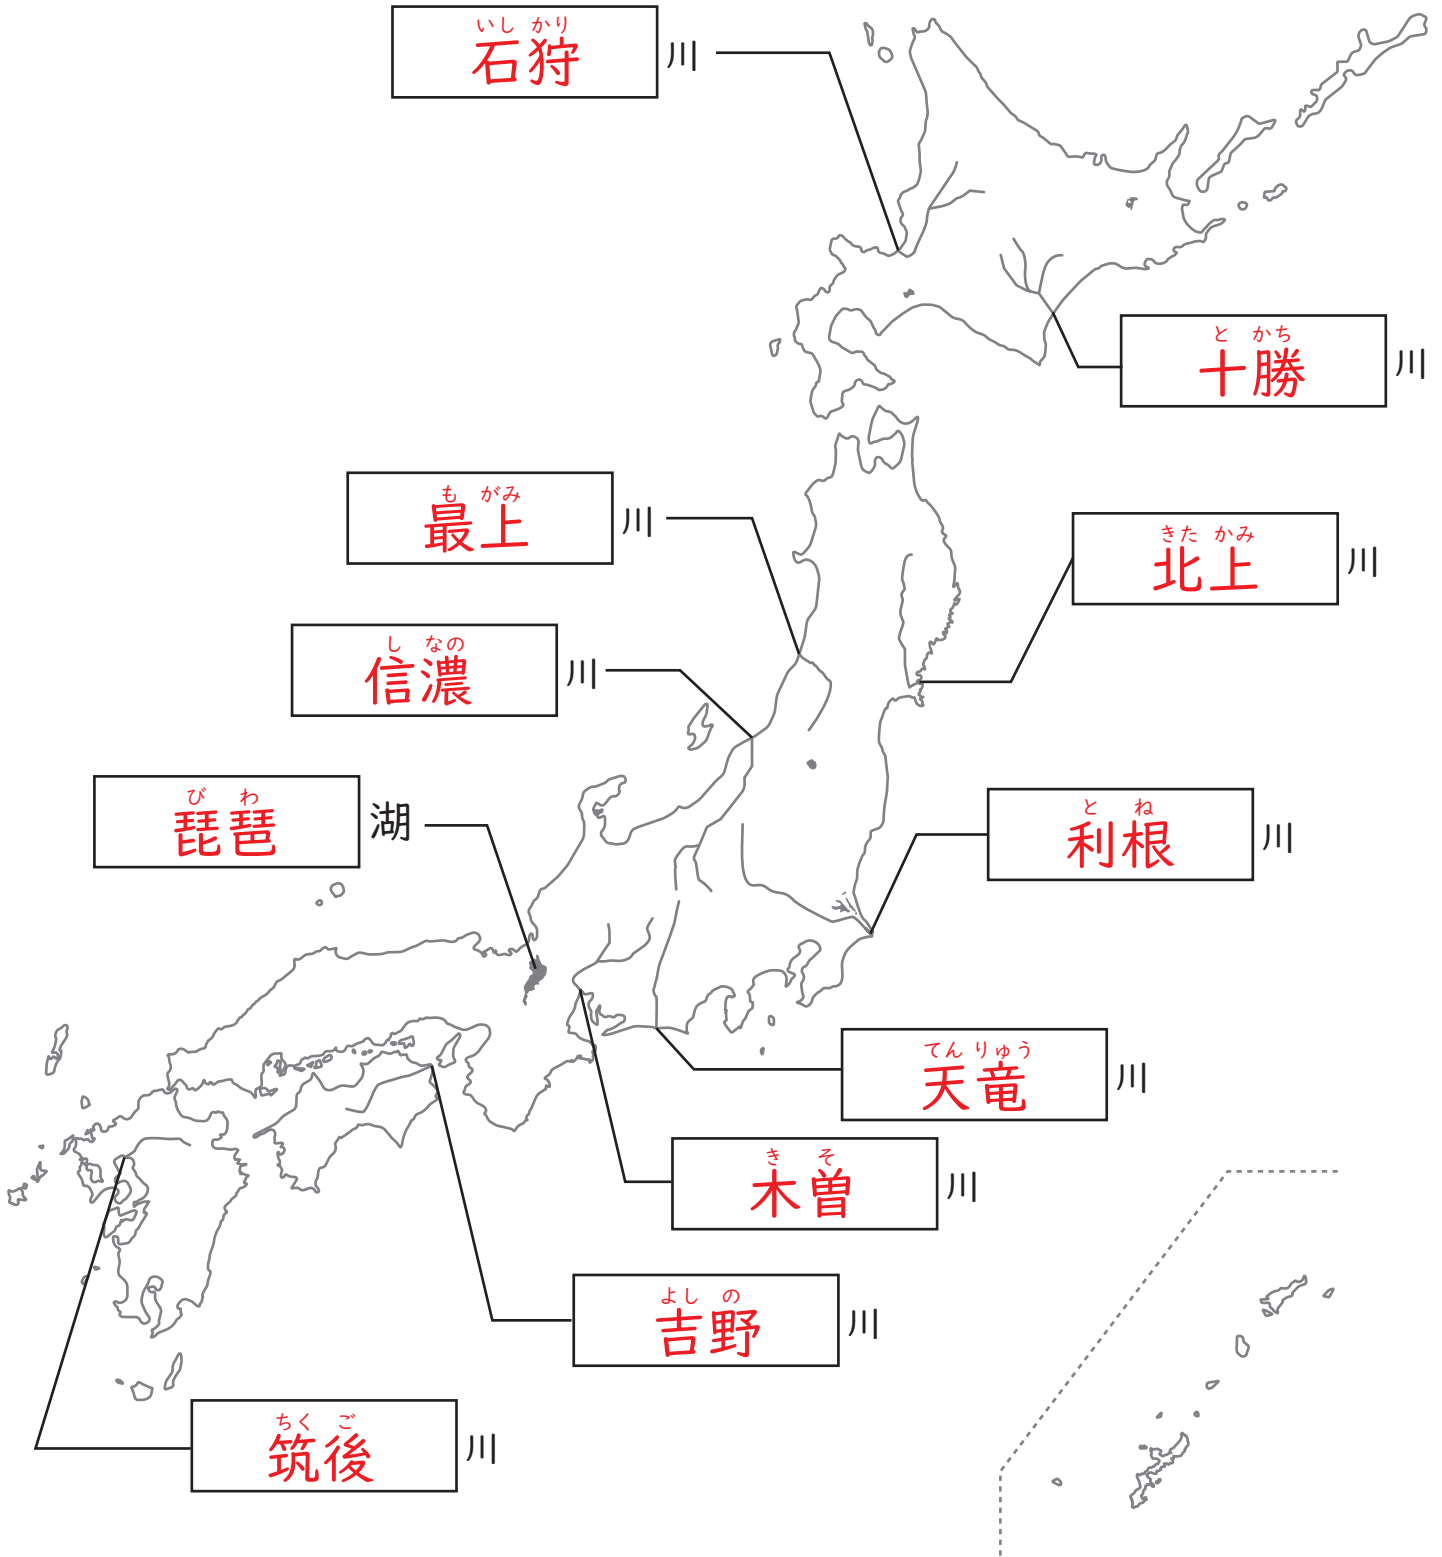 いし かり
石狩川
と かち
十勝川
も がみ
最上川
きた かみ
北上川
し なの
信濃川
び わ
琵琶湖
と ね
利根川
てん りゅう
天竜川
き そ
木曽川
よし の
吉野川
ちく ご
筑後川